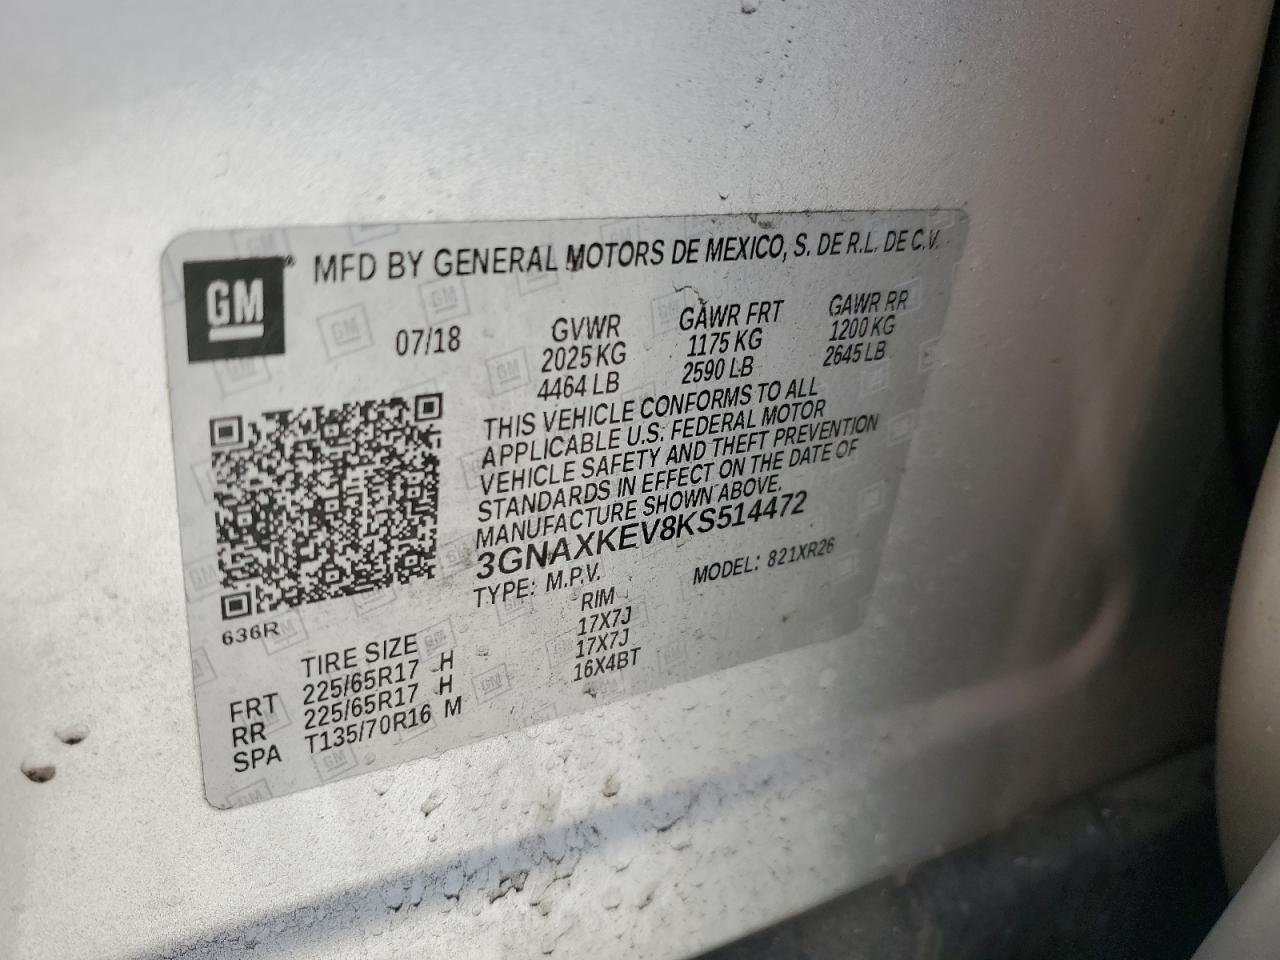 GM ® MFD BY GENERAL MOTORS DE MEXICO, S. DE R.L. DE C.V.
07/18 GVWR GAWR FRT GAWR RR
2025 KG 1175 KG 1200 KG
4464 LB 2590 LB 2645 LB
THIS VEHICLE CONFORMS TO ALL
APPLICABLE U.S. FEDERAL MOTOR
VEHICLE SAFETY AND THEFT PREVENTION
STANDARDS IN EFFECT ON THE DATE OF
MANUFACTURE SHOWN ABOVE.
3GNAXKEV8KS514472
TYPE: M.P.V. MODEL: 821XR26
636R
TIRE SIZE RIM
FRT 225/65R17 H 17X7J
RR 225/65R17 H 17X7J
SPA T135/70R16 M 16X4BT